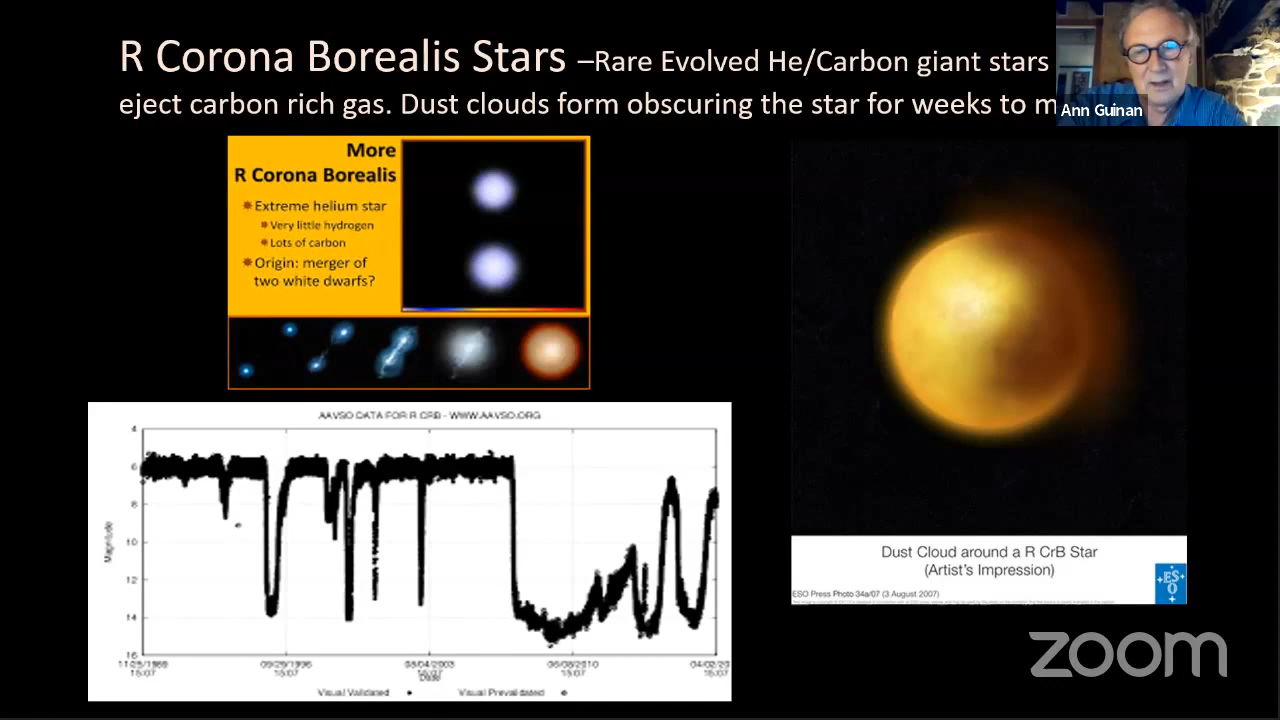 R Corona Borealis Stars –Rare Evolved He/Carbon giant stars
eject carbon rich gas. Dust clouds form obscuring the star for weeks to m
Ann Guinan
More
R Corona Borealis
Extreme helium star
Very little hydrogen
Lots of carbon
Origin: merger of
two white dwarfs?
AAVSO DATA FOR R CRB - WWW.AAVSO.ORG
Magnitude
4
6
8
10
12
14
16
11/25/1989 09/29/1996 08/04/2003 06/08/2010 04/02/20
15:07 15:07 15:07 15:07 15:07
Date
Visual Validated Visual Prevalidated
Dust Cloud around a R CrB Star
(Artist's Impression)
ESO Press Photo 34a/07 (3 August 2007)
ESO
zoom